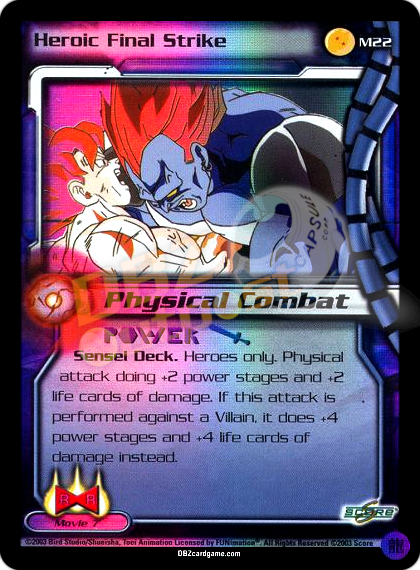 Heroic Final Strike
M22
CAPSULE
CORP.
Physical Combat
POWER
Sensei Deck. Heroes only. Physical
attack doing +2 power stages and +2
life cards of damage. If this attack is
performed against a Villain, it does +4
power stages and +4 life cards of
damage instead.
R R
Movie 7
SCORE
©2003 Bird Studio/Shueisha, Toei Animation Licensed by FUNimation™. All Rights Reserved ©2003 Score
DBZcardgame.com